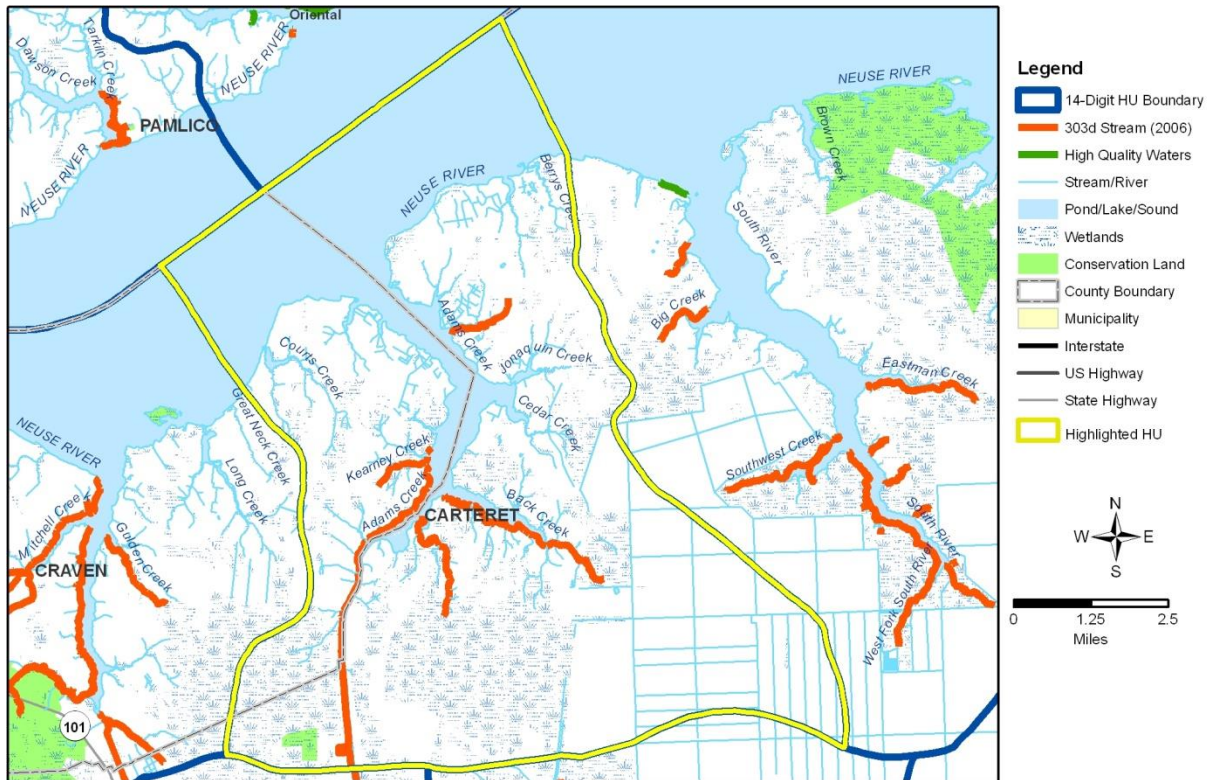 Oriental
Tarkiln Creek
NEUSE RIVER
Dawson Creek
PAMLICO
NEUSE RIVER
NEUSE RIVER
Brown Creek
NEUSE RIVER
Berrys Creek
South River
Adams Creek
Big Creek
Courts Creek
Jonaquin Creek
Eastman Creek
Great Neck Creek
Cedar Creek
NEUSE RIVER
Kearney Creek
Southwest Creek
Long Creek
Mitchell Creek
Adams Creek
CARTERET
Back Creek
South River
Gulden Creek
CRAVEN
West Fork South River
101
Legend
14-Digit HU Boundary
303d Stream (2006)
High Quality Waters
Stream/River
Pond/Lake/Sound
Wetlands
Conservation Land
County Boundary
Municipality
Interstate
US Highway
State Highway
Highlighted HU
N
W E
S
0 1.25 2.5
Miles